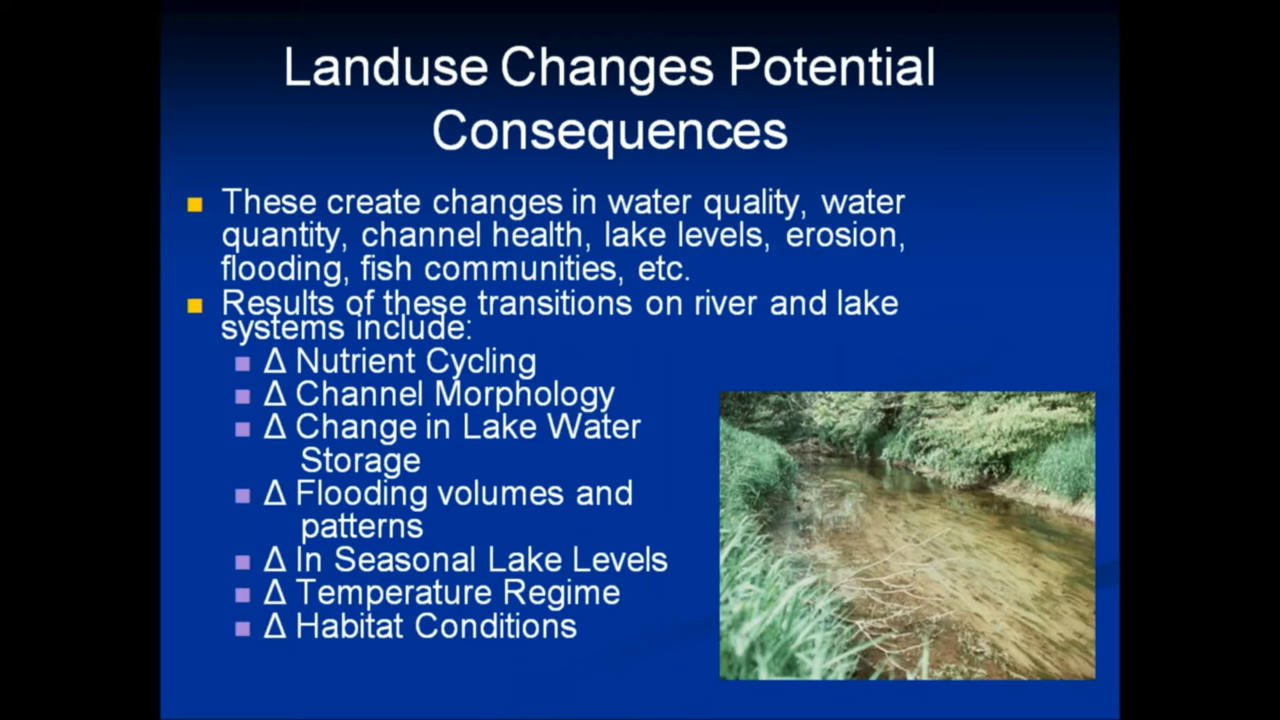 Landuse Changes Potential
Consequences
These create changes in water quality, water
quantity, channel health, lake levels, erosion,
flooding, fish communities, etc.
Results of these transitions on river and lake
systems include:
Δ Nutrient Cycling
Δ Channel Morphology
Δ Change in Lake Water
Storage
Δ Flooding volumes and
patterns
Δ In Seasonal Lake Levels
Δ Temperature Regime
Δ Habitat Conditions